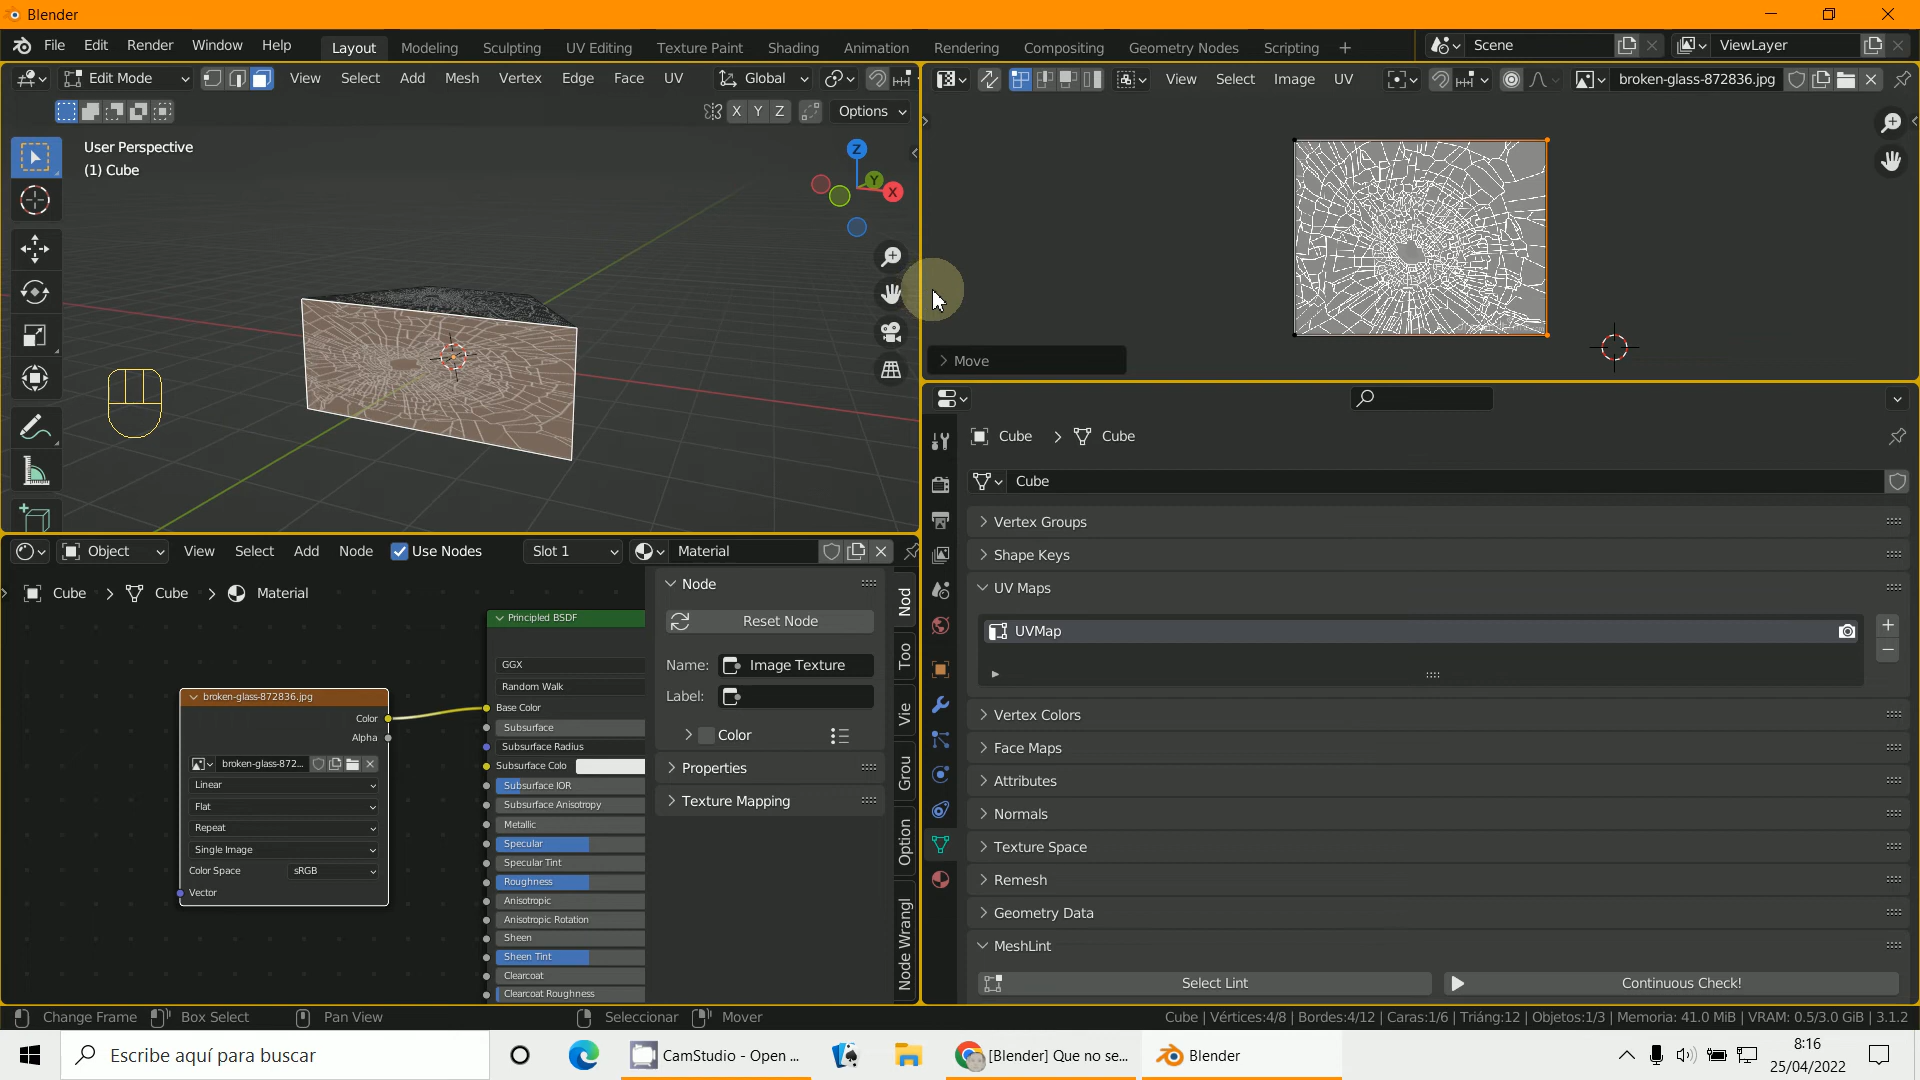 Blender
File Edit Render Window Help Layout Modeling Sculpting UV Editing Texture Paint Shading Animation Rendering Compositing Geometry Nodes Scripting + Scene ViewLayer
Edit Mode View Select Add Mesh Vertex Edge Face UV Global
X Y Z Options
User Perspective
(1) Cube
Z Y X
View Select Image UV broken-glass-872836.jpg
Move
Object View Select Add Node Use Nodes Slot 1 Material
Cube > Cube > Material
broken-glass-872836.jpg
Color
Alpha
broken-glass-872...
Linear
Flat
Repeat
Single Image
Color Space sRGB
Vector
Principled BSDF
GGX
Random Walk
Base Color
Subsurface
Subsurface Radius
Subsurface Colo
Subsurface IOR
Subsurface Anisotropy
Metallic
Specular
Specular Tint
Roughness
Anisotropic
Anisotropic Rotation
Sheen
Sheen Tint
Clearcoat
Clearcoat Roughness
Node
Reset Node
Name: Image Texture
Label:
Color
Properties
Texture Mapping
Nod
Too
Vie
Grou
Option
Node Wrangl
Cube > Cube
Cube
Vertex Groups
Shape Keys
UV Maps
UVMap
Vertex Colors
Face Maps
Attributes
Normals
Texture Space
Remesh
Geometry Data
MeshLint
Select Lint Continuous Check!
Change Frame Box Select Pan View Seleccionar Mover Cube | Vértices:4/8 | Bordes:4/12 | Caras:1/6 | Triáng:12 | Objetos:1/3 | Memoria: 41.0 MiB | VRAM: 0.5/3.0 GiB | 3.1.2
Escribe aquí para buscar CamStudio - Open ... [Blender] Que no se... Blender 8:16
25/04/2022